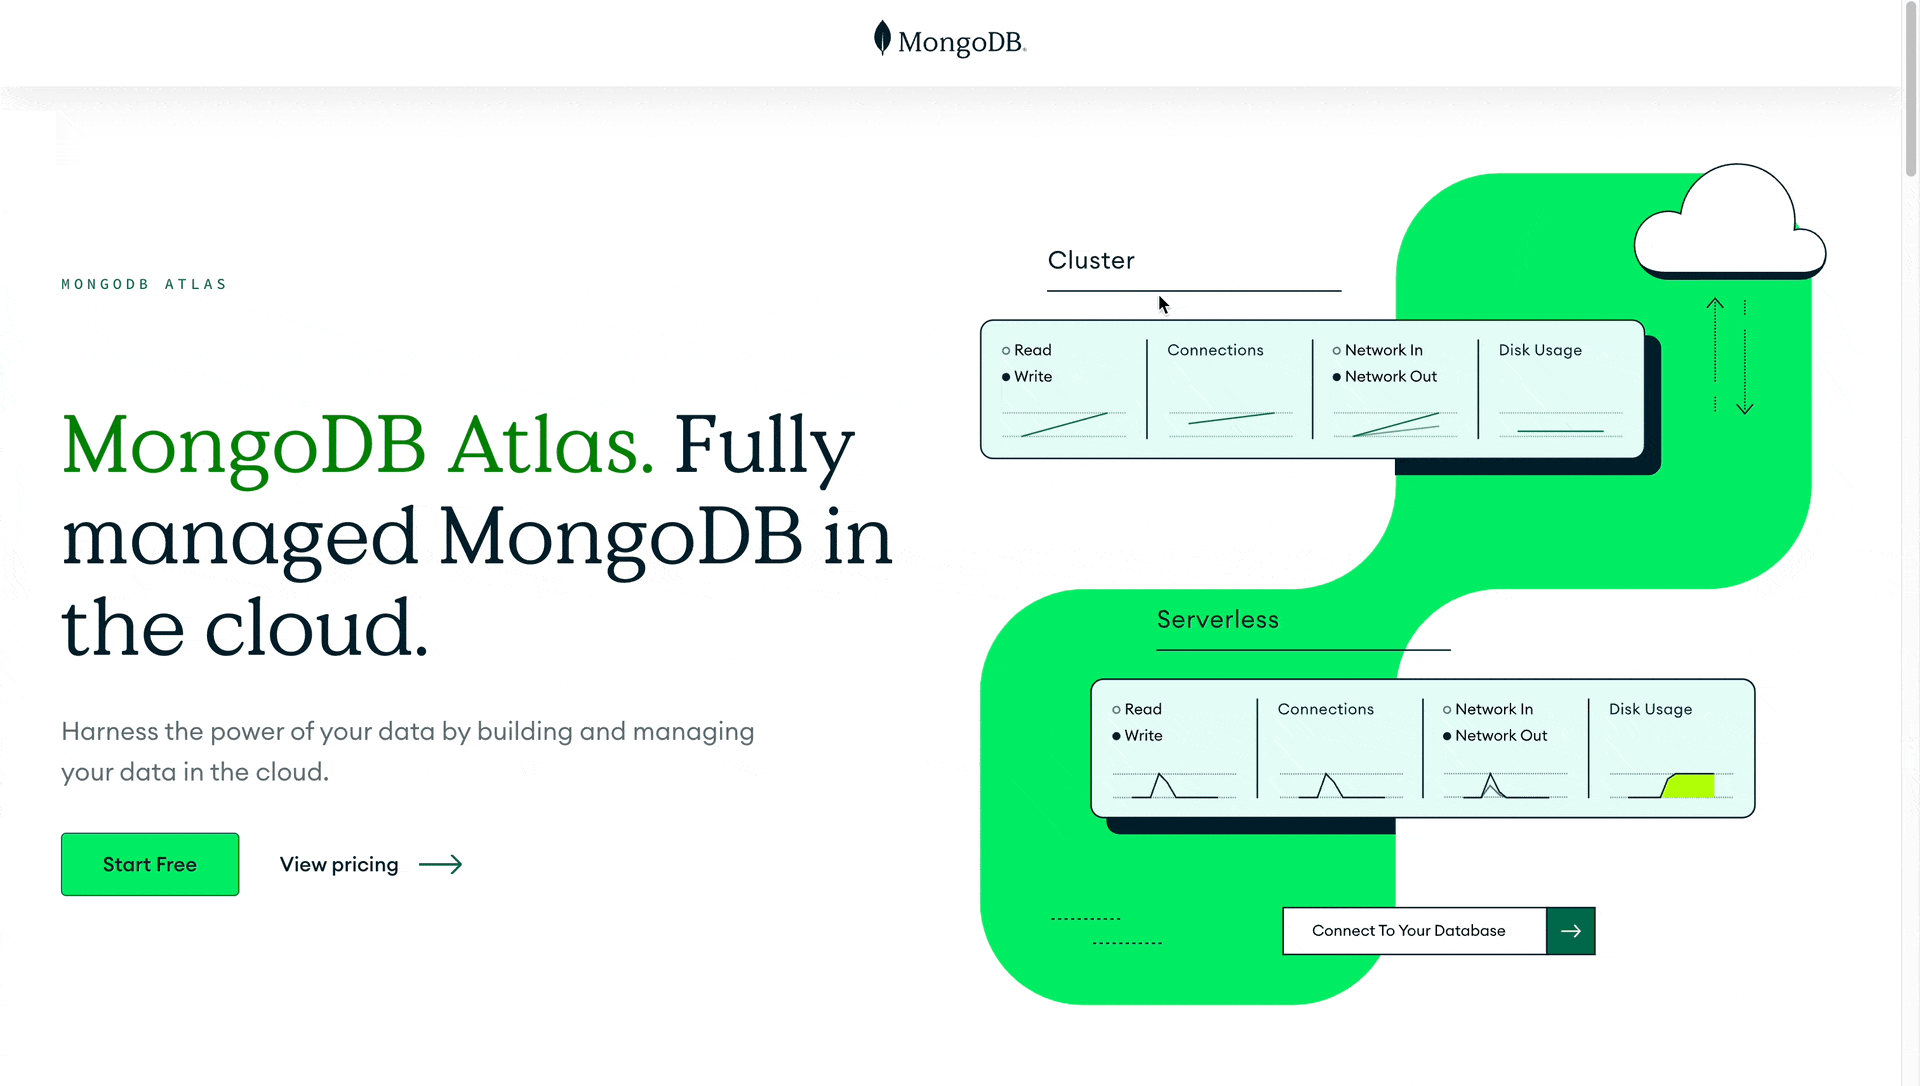 MongoDB®
MONGODB ATLAS
MongoDB Atlas. Fully
managed MongoDB in
the cloud.
Harness the power of your data by building and managing
your data in the cloud.
Start Free
View pricing
Cluster
Read
Write
Connections
Network In
Network Out
Disk Usage
Serverless
Read
Write
Connections
Network In
Network Out
Disk Usage
Connect To Your Database